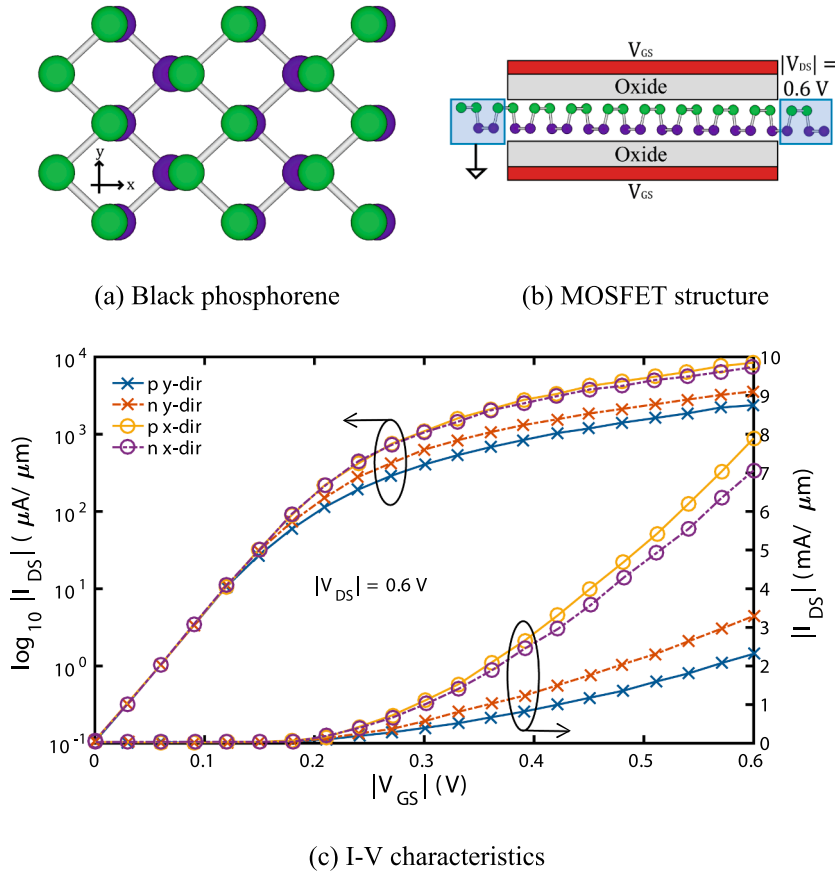 y
x
(a) Black phosphorene
V_GS
|V_DS| =
0.6 V
Oxide
Oxide
V_GS
(b) MOSFET structure
p y-dir
n y-dir
p x-dir
n x-dir
log_10 |I_DS| ( μA/ μm)
10^4
10^3
10^2
10^1
10^0
10^-1
|V_DS| = 0.6 V
10
9
8
7
6
5
4
3
2
1
0
|I_DS| (mA/ μm)
0 0.1 0.2 0.3 0.4 0.5 0.6
|V_GS| (V)
(c) I-V characteristics